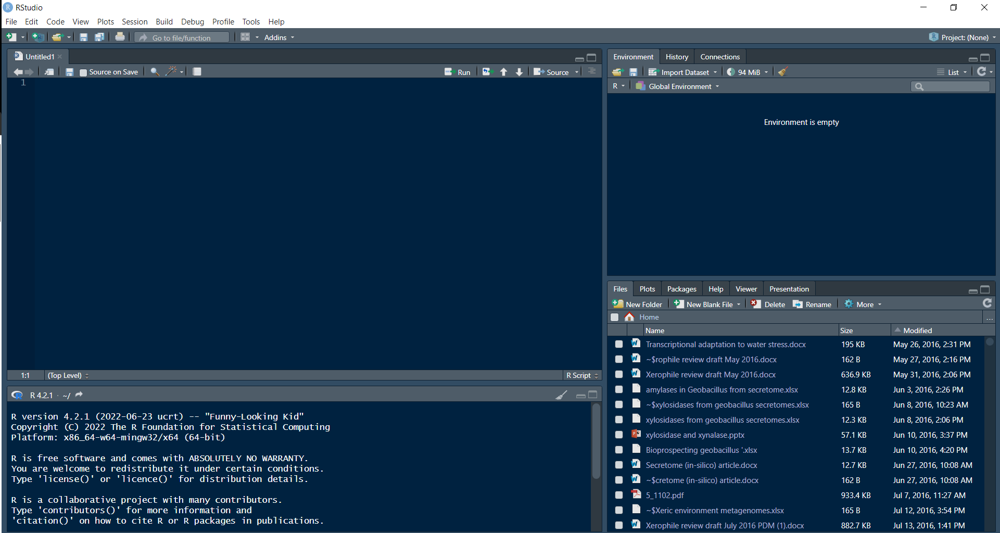 RStudio
File Edit Code View Plots Session Build Debug Profile Tools Help
Go to file/function Addins Project: (None)
Untitled1
Source on Save Run Source
1
1:1 (Top Level) R Script
R 4.2.1 · ~/
R version 4.2.1 (2022-06-23 ucrt) -- "Funny-Looking Kid"
Copyright (C) 2022 The R Foundation for Statistical Computing
Platform: x86_64-w64-mingw32/x64 (64-bit)
R is free software and comes with ABSOLUTELY NO WARRANTY.
You are welcome to redistribute it under certain conditions.
Type 'license()' or 'licence()' for distribution details.
R is a collaborative project with many contributors.
Type 'contributors()' for more information and
'citation()' on how to cite R or R packages in publications.
Environment History Connections
Import Dataset 94 MiB List
R Global Environment
Environment is empty
Files Plots Packages Help Viewer Presentation
New Folder New Blank File Delete Rename More
Home ...
Name Size Modified
Transcriptional adaptation to water stress.docx 195 KB May 26, 2016, 2:31 PM
~$rophile review draft May 2016.docx 162 B May 27, 2016, 2:16 PM
Xerophile review draft May 2016.docx 636.9 KB May 31, 2016, 2:06 PM
amylases in Geobacillus from secretome.xlsx 12.8 KB Jun 3, 2016, 2:26 PM
~$xylosidases from geobacillus secretomes.xlsx 165 B Jun 8, 2016, 10:23 AM
xylosidases from geobacillus secretomes.xlsx 12.3 KB Jun 8, 2016, 2:06 PM
xylosidase and xynalase.pptx 57.1 KB Jun 10, 2016, 3:37 PM
Bioprospecting geobacillus '.xlsx 13.7 KB Jun 10, 2016, 4:20 PM
Secretome (in-silico) article.docx 12.7 KB Jun 27, 2016, 10:08 AM
~$cretome (in-silico) article.docx 162 B Jun 27, 2016, 10:08 AM
5_1102.pdf 933.4 KB Jul 7, 2016, 11:27 AM
~$Xeric environment metagenomes.xlsx 165 B Jul 12, 2016, 3:54 PM
Xerophile review draft July 2016 PDM (1).docx 882.7 KB Jul 13, 2016, 1:41 PM